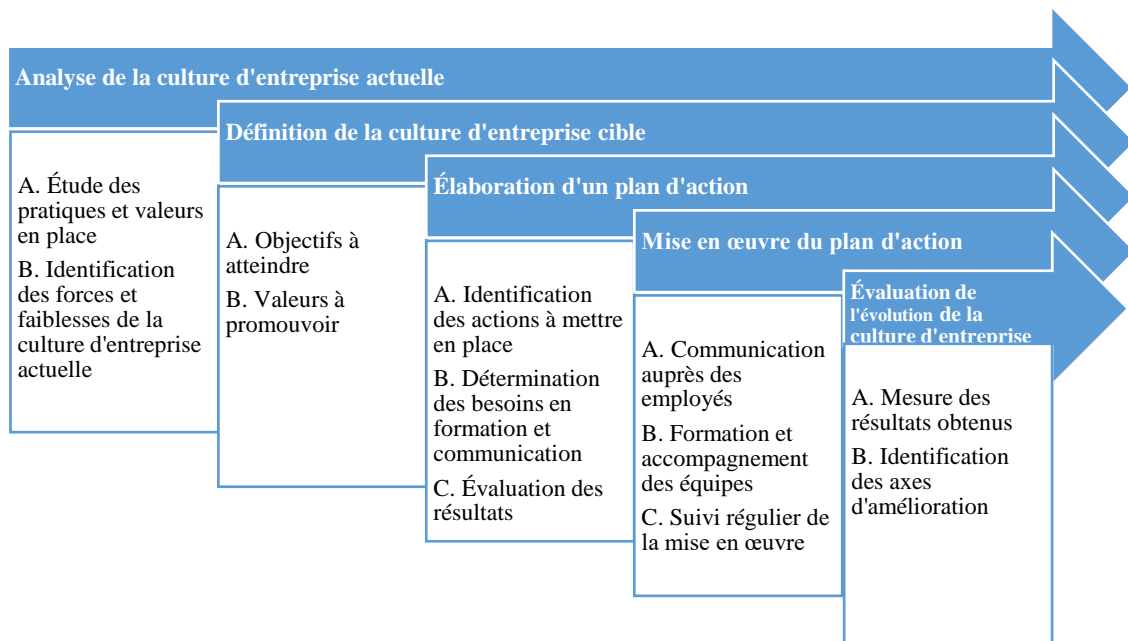 Analyse de la culture d'entreprise actuelle
A. Étude des
pratiques et valeurs
en place
B. Identification
des forces et
faiblesses de la
culture d'entreprise
actuelle
Définition de la culture d'entreprise cible
A. Objectifs à
atteindre
B. Valeurs à
promouvoir
Élaboration d'un plan d'action
A. Identification
des actions à mettre
en place
B. Détermination
des besoins en
formation et
communication
C. Évaluation des
résultats
Mise en œuvre du plan d'action
A. Communication
auprès des
employés
B. Formation et
accompagnement
des équipes
C. Suivi régulier de
la mise en œuvre
Évaluation de
l'évolution de la
culture d'entreprise
A. Mesure des
résultats obtenus
B. Identification
des axes
d'amélioration